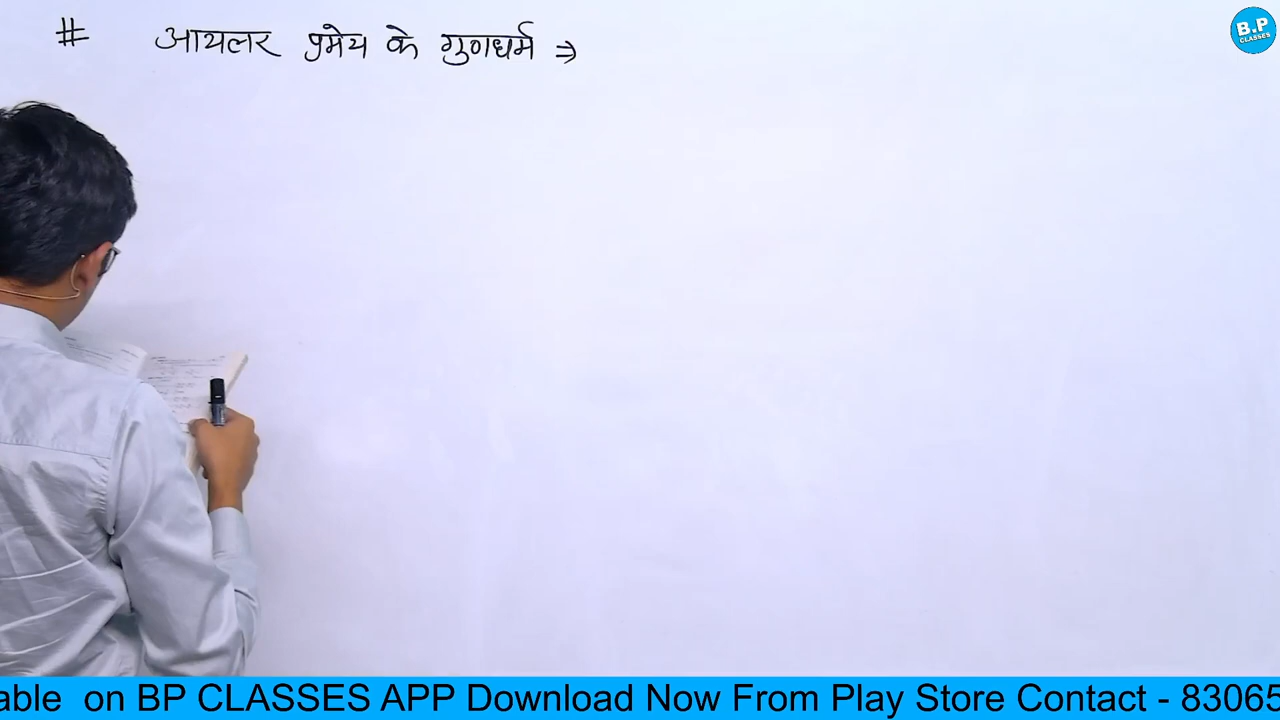 # आयलर प्रमेय के गुणधर्म ⇒
B.P
CLASSES
able on BP CLASSES APP Download Now From Play Store Contact - 83065